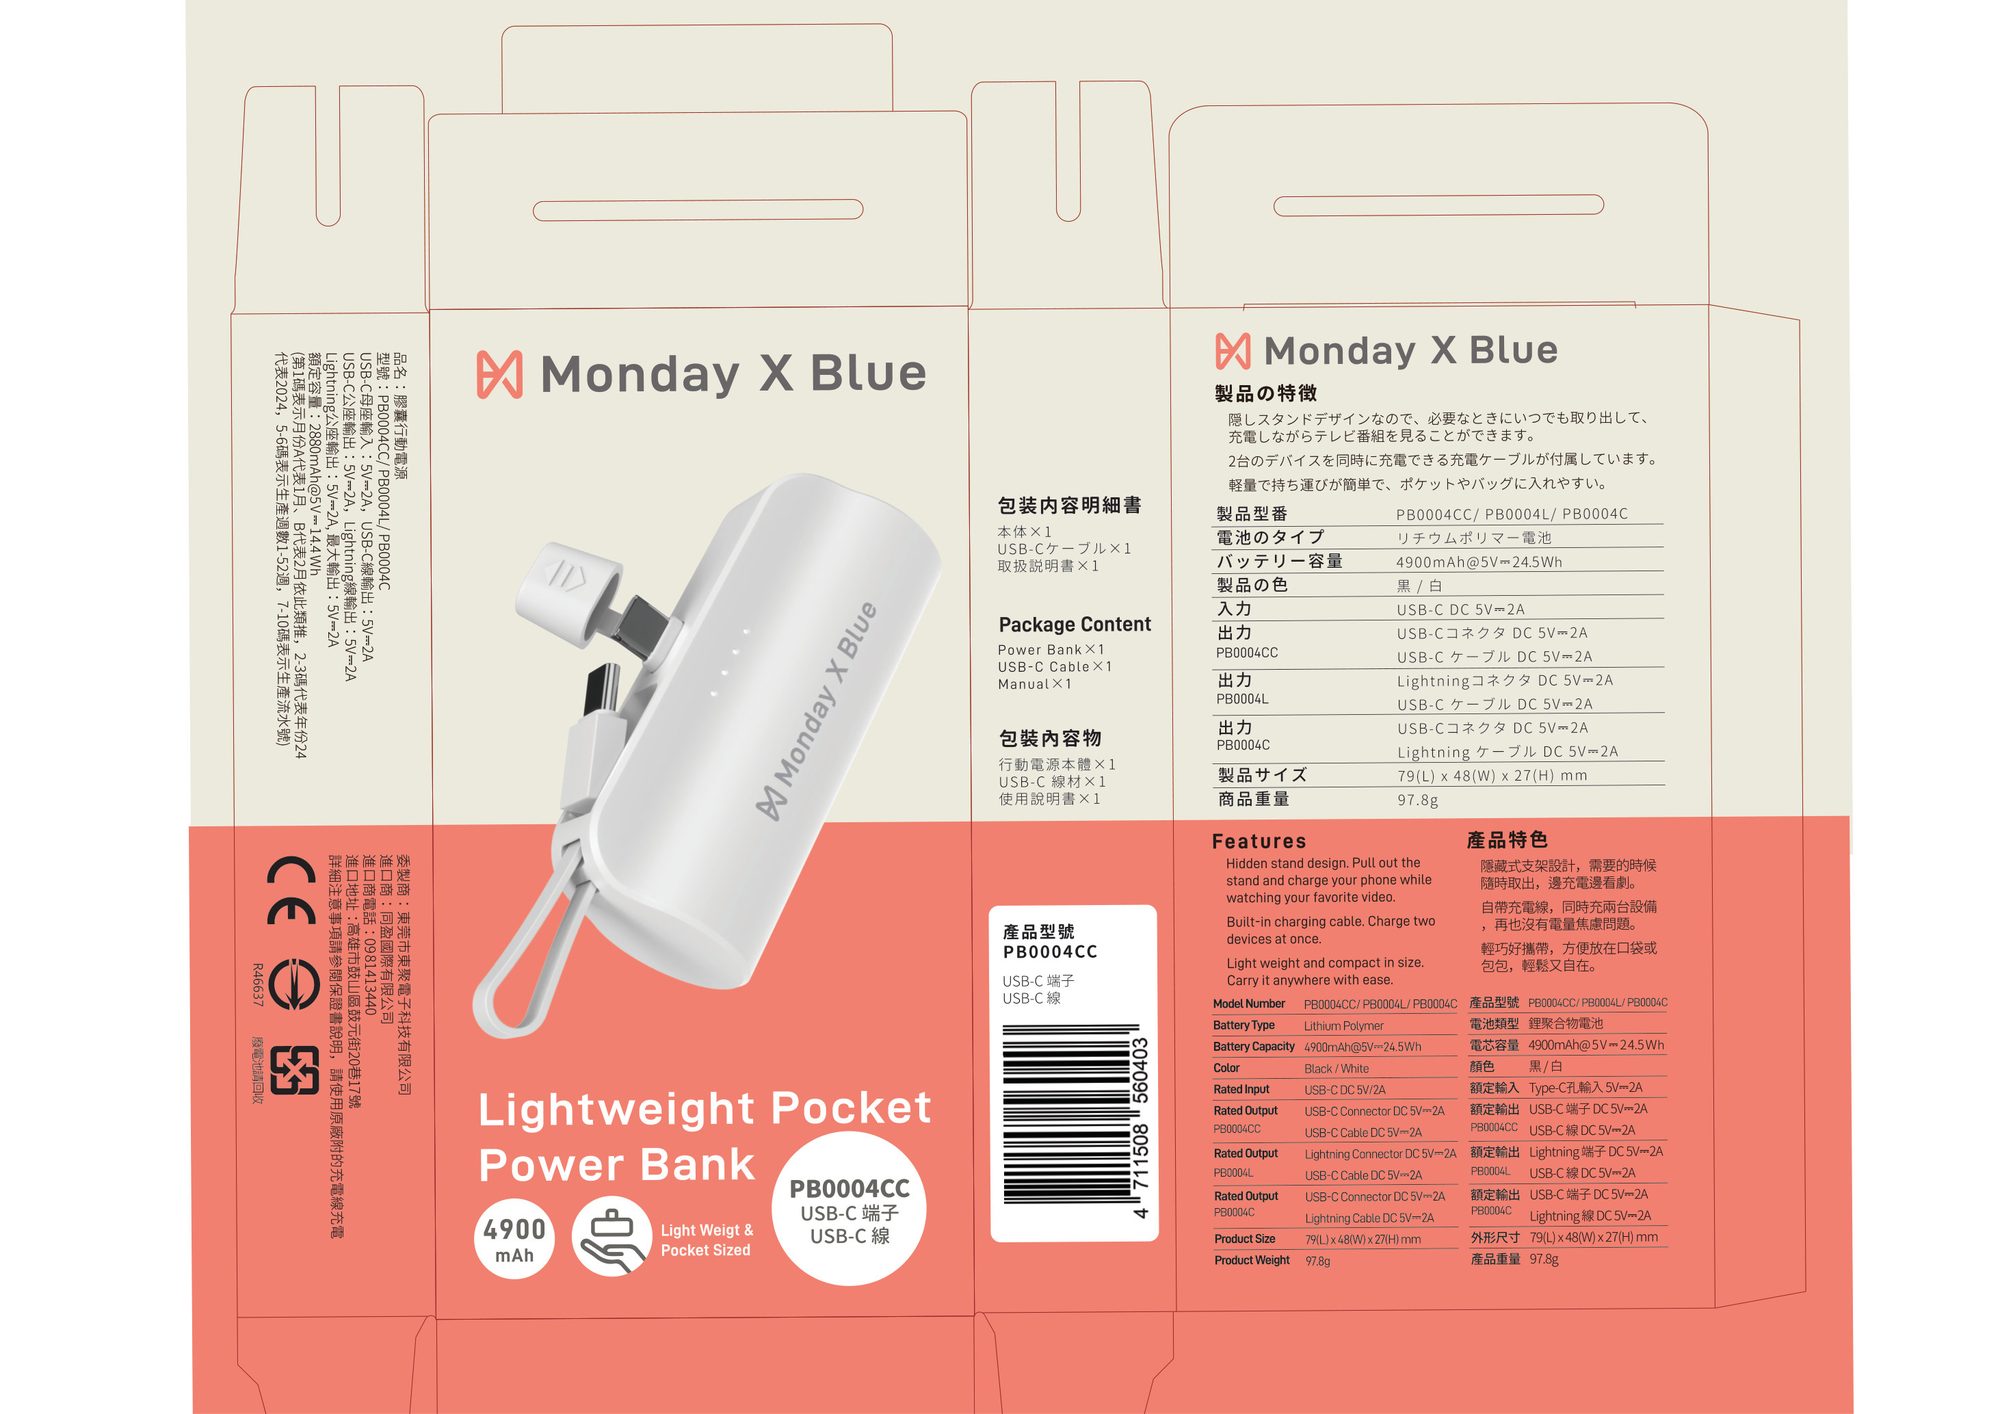 品名：膠囊行動電源
型號：PB0004CC/ PB0004L/ PB0004C
USB-C母座輸入：5V⎓2A，USB-C線輸出：5V⎓2A
USB-C公座輸出：5V⎓2A，Lightning線輸出：5V⎓2A
Lightning公座輸出：5V⎓2A, 最大輸出：5V⎓2A
額定容量：2880mAh@5V⎓14.4Wh
(第1碼表示月份A代表1月、B代表2月依此類推，2-3碼代表年份24
代表2024，5-6碼表示生產週數1-52週，7-10碼表示生產流水號)
委製商：東莞市東聚電子科技有限公司
進口商：同盈國際有限公司
進口商電話：0981413440
進口地址：高雄市鼓山區鼓元街20巷17號
詳細注意事項請參閱保證書說明，請使用原廠附的充電線充電
CE
R46637
廢電池請回收
Monday X Blue
Monday X Blue
Lightweight Pocket
Power Bank
4900
mAh
Light Weigt &
Pocket Sized
PB0004CC
USB-C 端子
USB-C 線
包装内容明細書
本体×1
USB-Cケーブル×1
取扱説明書×1
Package Content
Power Bank×1
USB-C Cable×1
Manual×1
包裝內容物
行動電源本體×1
USB-C 線材×1
使用說明書×1
產品型號
PB0004CC
USB-C 端子
USB-C 線
4 711508 560403
Monday X Blue
製品の特徴
隠しスタンドデザインなので、必要なときにいつでも取り出して、
充電しながらテレビ番組を見ることができます。
2台のデバイスを同時に充電できる充電ケーブルが付属しています。
軽量で持ち運びが簡単で、ポケットやバッグに入れやすい。
製品型番 PB0004CC/ PB0004L/ PB0004C
電池のタイプ リチウムポリマー電池
バッテリー容量 4900mAh@5V⎓24.5Wh
製品の色 黒 / 白
入力 USB-C DC 5V⎓2A
出力 USB-Cコネクタ DC 5V⎓2A
PB0004CC USB-C ケーブル DC 5V⎓2A
出力 Lightningコネクタ DC 5V⎓2A
PB0004L USB-C ケーブル DC 5V⎓2A
出力 USB-Cコネクタ DC 5V⎓2A
PB0004C Lightning ケーブル DC 5V⎓2A
製品サイズ 79(L) x 48(W) x 27(H) mm
商品重量 97.8g
Features
Hidden stand design. Pull out the
stand and charge your phone while
watching your favorite video.
Built-in charging cable. Charge two
devices at once.
Light weight and compact in size.
Carry it anywhere with ease.
Model Number PB0004CC/ PB0004L/ PB0004C
Battery Type Lithium Polymer
Battery Capacity 4900mAh@5V⎓24.5Wh
Color Black / White
Rated Input USB-C DC 5V/2A
Rated Output USB-C Connector DC 5V⎓2A
PB0004CC USB-C Cable DC 5V⎓2A
Rated Output Lightning Connector DC 5V⎓2A
PB0004L USB-C Cable DC 5V⎓2A
Rated Output USB-C Connector DC 5V⎓2A
PB0004C Lightning Cable DC 5V⎓2A
Product Size 79(L) x 48(W) x 27(H) mm
Product Weight 97.8g
產品特色
隱藏式支架設計，需要的時候
隨時取出，邊充電邊看劇。
自帶充電線，同時充兩台設備
，再也沒有電量焦慮問題。
輕巧好攜帶，方便放在口袋或
包包，輕鬆又自在。
產品型號 PB0004CC/ PB0004L/ PB0004C
電池類型 鋰聚合物電池
電芯容量 4900mAh@5V⎓24.5Wh
顏色 黑 / 白
額定輸入 Type-C孔輸入 5V⎓2A
額定輸出 USB-C 端子 DC 5V⎓2A
PB0004CC USB-C 線 DC 5V⎓2A
額定輸出 Lightning 端子 DC 5V⎓2A
PB0004L USB-C 線 DC 5V⎓2A
額定輸出 USB-C 端子 DC 5V⎓2A
PB0004C Lightning 線 DC 5V⎓2A
外形尺寸 79(L) x 48(W) x 27(H) mm
產品重量 97.8g